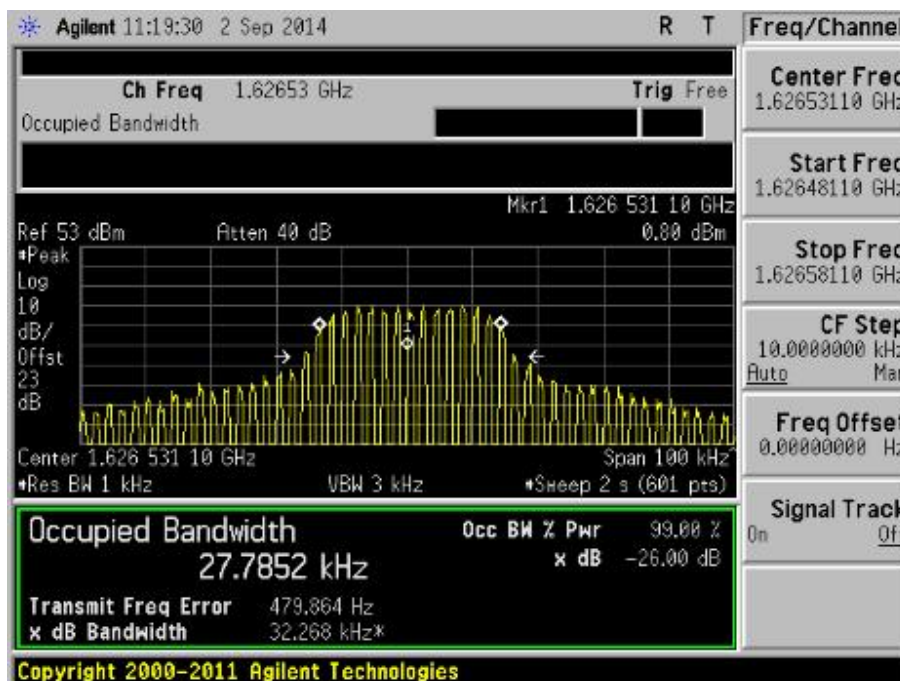 Agilent 11:19:30 2 Sep 2014 R T
Freq/Channel
Ch Freq 1.62653 GHz Trig Free
Occupied Bandwidth
Center Freq
1.62653110 GHz
Start Freq
1.62648110 GHz
Stop Freq
1.62658110 GHz
CF Step
10.0000000 kHz
Auto Man
Freq Offset
0.00000000 Hz
Signal Track
On Off
Mkr1 1.626 531 10 GHz
Ref 53 dBm Atten 40 dB 0.80 dBm
*Peak
Log
10
dB/
Offst
23
dB
1
Center 1.626 531 10 GHz Span 100 kHz^
*Res BW 1 kHz VBW 3 kHz *Sweep 2 s (601 pts)
Occupied Bandwidth Occ BW % Pwr 99.00 %
27.7852 kHz x dB -26.00 dB
Transmit Freq Error 479.864 Hz
x dB Bandwidth 32.268 kHz*
Copyright 2000-2011 Agilent Technologies